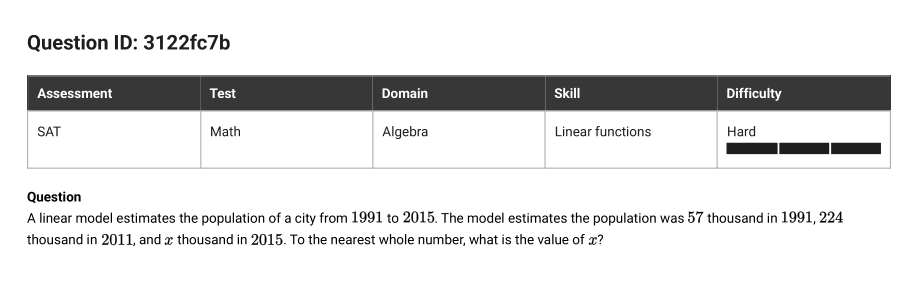 Question ID: 3122fc7b
Assessment Test Domain Skill Difficulty
SAT Math Algebra Linear functions Hard
Question
A linear model estimates the population of a city from 1991 to 2015. The model estimates the population was 57 thousand in 1991, 224
thousand in 2011, and x thousand in 2015. To the nearest whole number, what is the value of x?